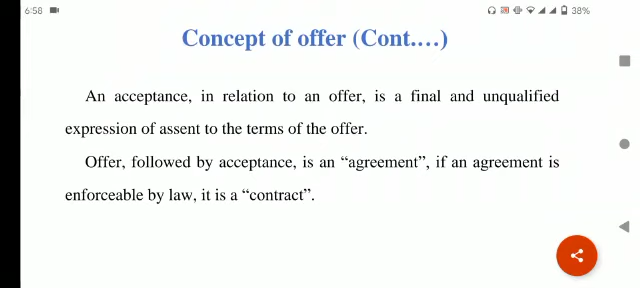 6:58
38%
Concept of offer (Cont.…)
An acceptance, in relation to an offer, is a final and unqualified
expression of assent to the terms of the offer.
Offer, followed by acceptance, is an “agreement”, if an agreement is
enforceable by law, it is a “contract”.